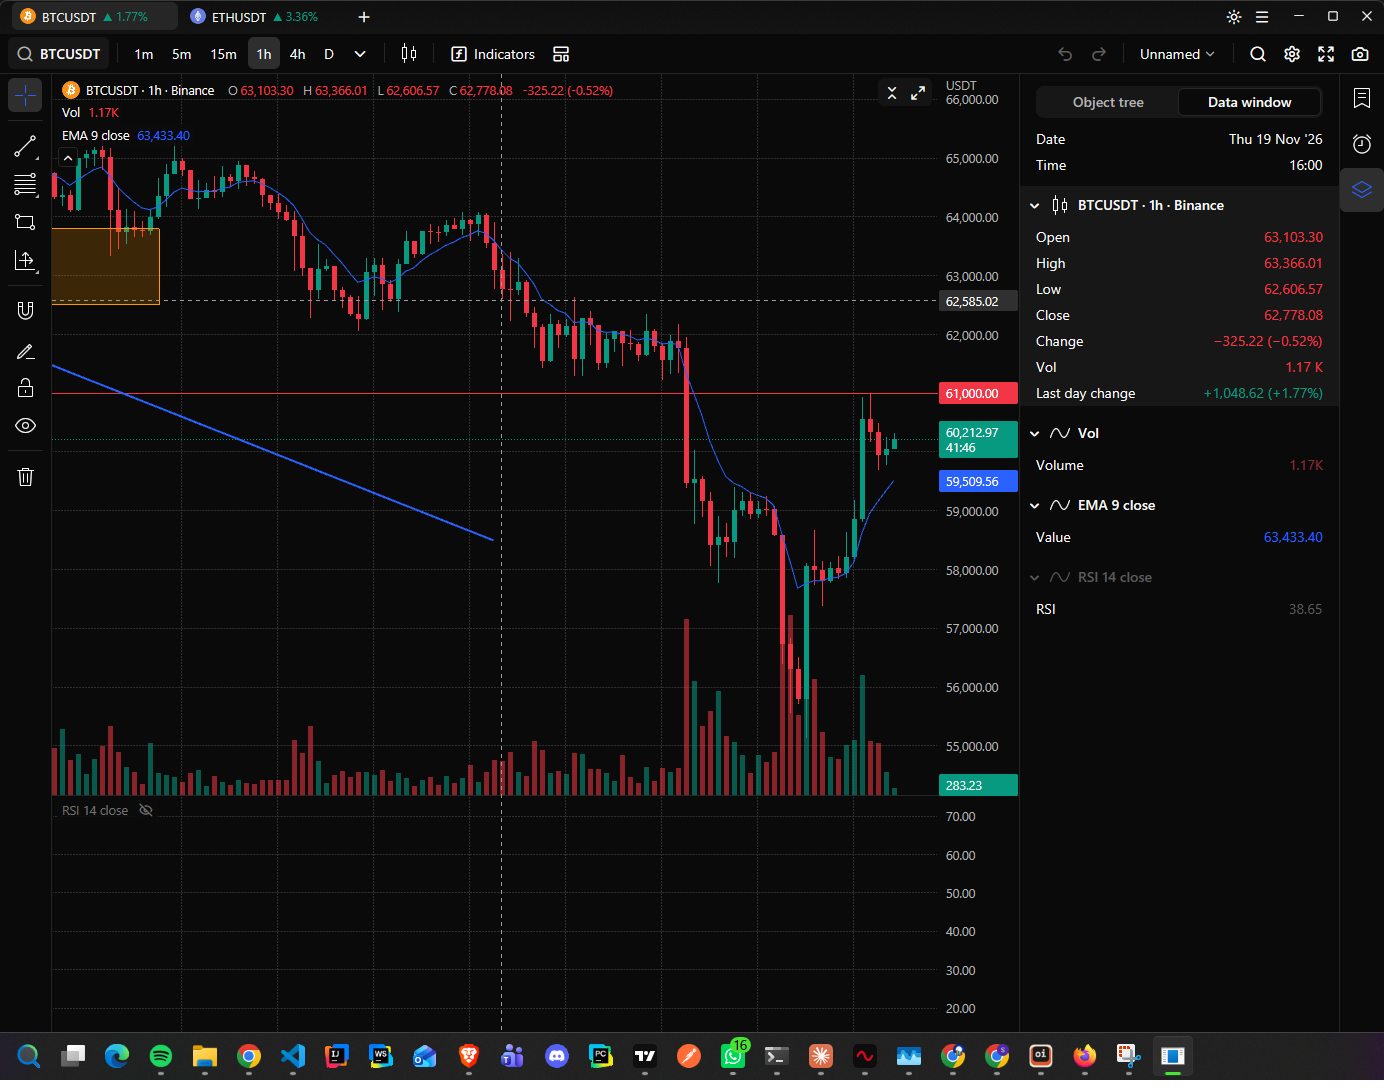 BTCUSDT ▲ 1.77%
ETHUSDT ▲ 3.36%
BTCUSDT 1m 5m 15m 1h 4h D Indicators Unnamed
BTCUSDT · 1h · Binance O 63,103.30 H 63,366.01 L 62,606.57 C 62,778.08 -325.22 (-0.52%)
Vol 1.17K
EMA 9 close 63,433.40
USDT
66,000.00
65,000.00
64,000.00
63,000.00
62,585.02
62,000.00
61,000.00
60,212.97
41:46
59,509.56
59,000.00
58,000.00
57,000.00
56,000.00
55,000.00
283.23
RSI 14 close
70.00
60.00
50.00
40.00
30.00
20.00
Object tree Data window
Date Thu 19 Nov '26
Time 16:00
BTCUSDT · 1h · Binance
Open 63,103.30
High 63,366.01
Low 62,606.57
Close 62,778.08
Change −325.22 (−0.52%)
Vol 1.17 K
Last day change +1,048.62 (+1.77%)
Vol
Volume 1.17K
EMA 9 close
Value 63,433.40
RSI 14 close
RSI 38.65
IJ WS PC 16 oi